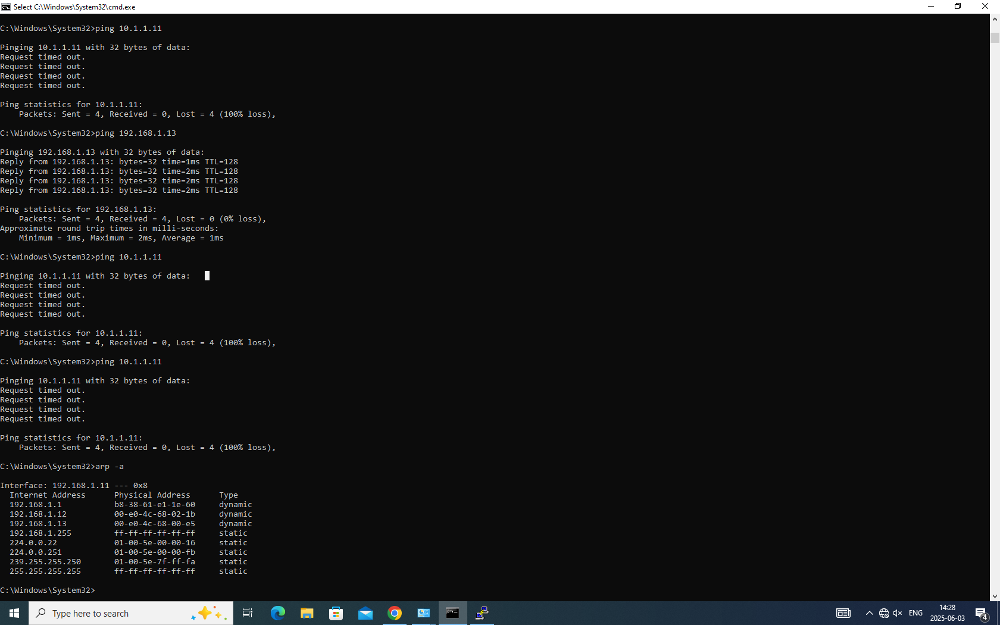 Select C:\Windows\System32\cmd.exe
C:\Windows\System32>ping 10.1.1.11
Pinging 10.1.1.11 with 32 bytes of data:
Request timed out.
Request timed out.
Request timed out.
Request timed out.
Ping statistics for 10.1.1.11:
    Packets: Sent = 4, Received = 0, Lost = 4 (100% loss),
C:\Windows\System32>ping 192.168.1.13
Pinging 192.168.1.13 with 32 bytes of data:
Reply from 192.168.1.13: bytes=32 time=1ms TTL=128
Reply from 192.168.1.13: bytes=32 time=2ms TTL=128
Reply from 192.168.1.13: bytes=32 time=2ms TTL=128
Reply from 192.168.1.13: bytes=32 time=2ms TTL=128
Ping statistics for 192.168.1.13:
    Packets: Sent = 4, Received = 4, Lost = 0 (0% loss),
Approximate round trip times in milli-seconds:
    Minimum = 1ms, Maximum = 2ms, Average = 1ms
C:\Windows\System32>ping 10.1.1.11
Pinging 10.1.1.11 with 32 bytes of data:
Request timed out.
Request timed out.
Request timed out.
Request timed out.
Ping statistics for 10.1.1.11:
    Packets: Sent = 4, Received = 0, Lost = 4 (100% loss),
C:\Windows\System32>ping 10.1.1.11
Pinging 10.1.1.11 with 32 bytes of data:
Request timed out.
Request timed out.
Request timed out.
Request timed out.
Ping statistics for 10.1.1.11:
    Packets: Sent = 4, Received = 0, Lost = 4 (100% loss),
C:\Windows\System32>arp -a
Interface: 192.168.1.11 --- 0x8
  Internet Address      Physical Address      Type
  192.168.1.1           b8-38-61-e1-1e-60     dynamic
  192.168.1.12          00-e0-4c-68-02-1b     dynamic
  192.168.1.13          00-e0-4c-68-00-e5     dynamic
  192.168.1.255         ff-ff-ff-ff-ff-ff     static
  224.0.0.22            01-00-5e-00-00-16     static
  224.0.0.251           01-00-5e-00-00-fb     static
  239.255.255.250       01-00-5e-7f-ff-fa     static
  255.255.255.255       ff-ff-ff-ff-ff-ff     static
C:\Windows\System32>
Type here to search
ENG
14:28
2025-06-03
4